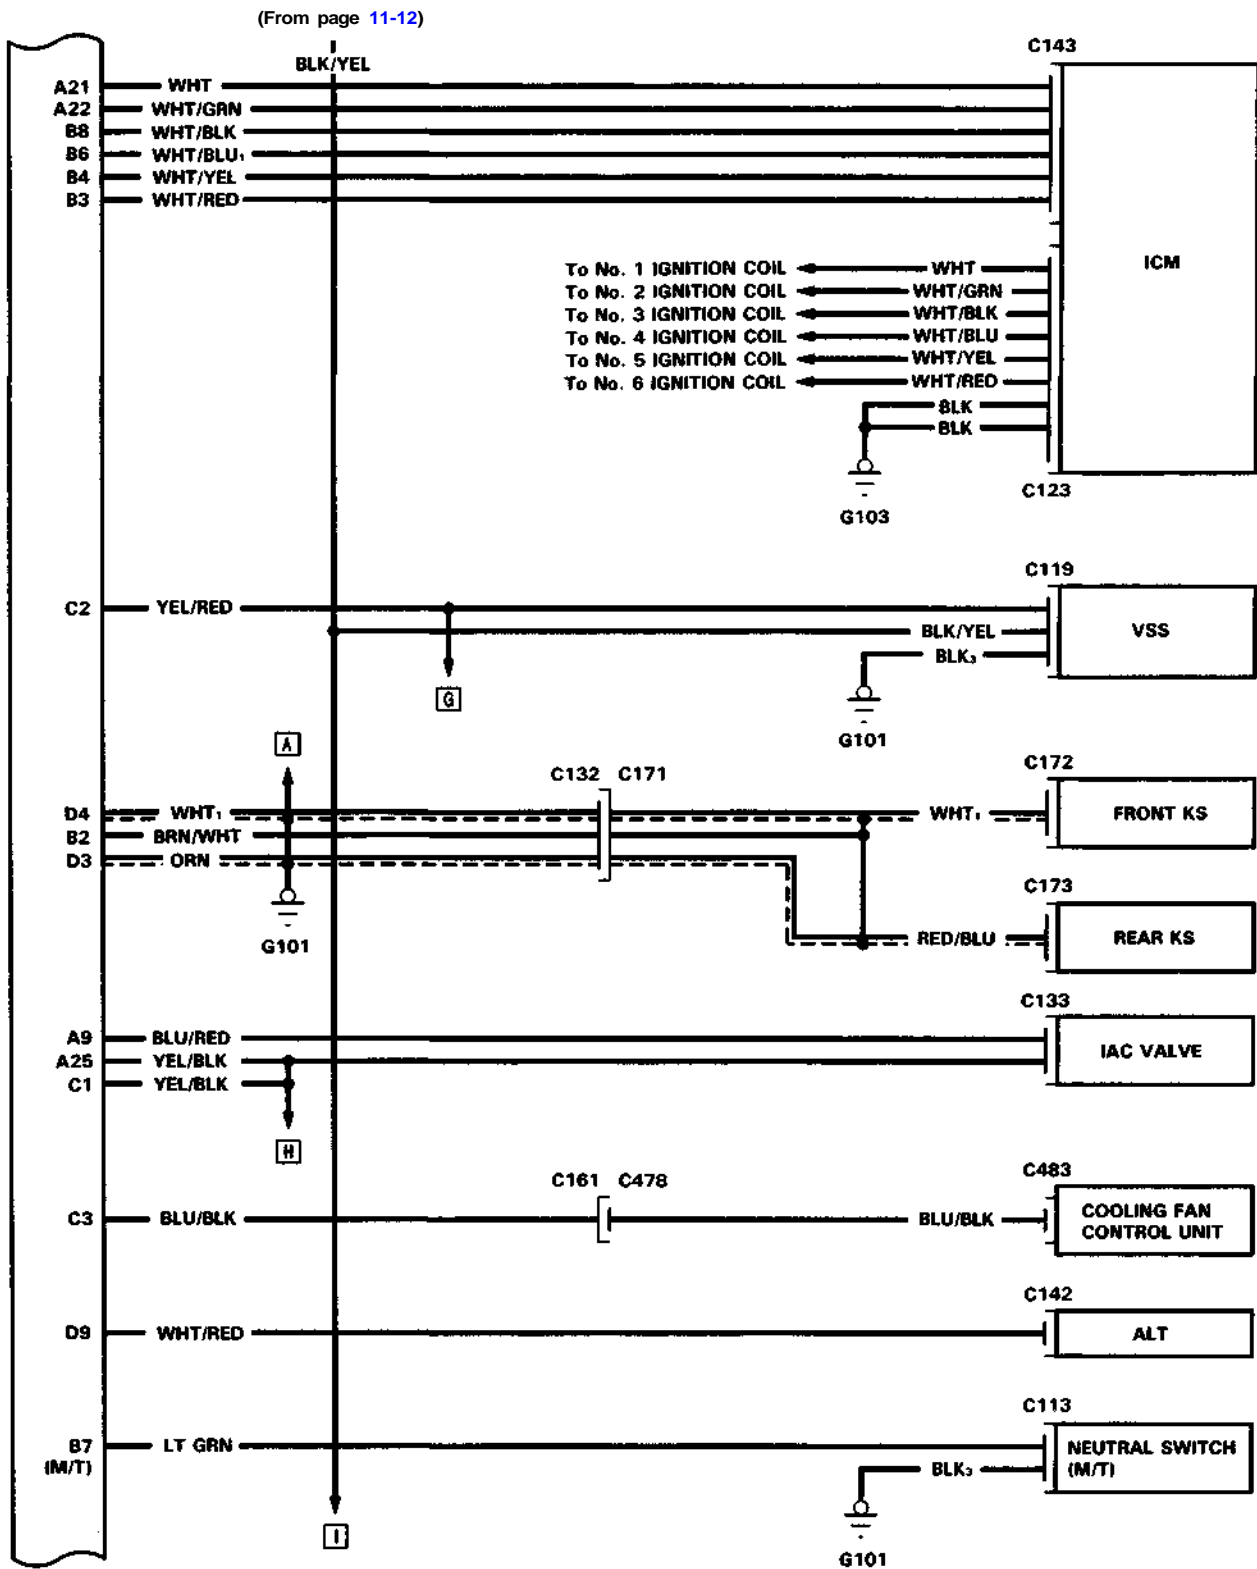 (From page 11-12)
C143
BLK/YEL
A21 WHT
A22 WHT/GRN
B8 WHT/BLK
B6 WHT/BLU₁
B4 WHT/YEL
B3 WHT/RED
ICM
To No. 1 IGNITION COIL WHT
To No. 2 IGNITION COIL WHT/GRN
To No. 3 IGNITION COIL WHT/BLK
To No. 4 IGNITION COIL WHT/BLU
To No. 5 IGNITION COIL WHT/YEL
To No. 6 IGNITION COIL WHT/RED
BLK
BLK
C123
G103
C119
C2 YEL/RED
BLK/YEL VSS
BLK₃
G
G101
A
C132 C171 C172
D4 WHT₁ WHT₁ FRONT KS
B2 BRN/WHT
D3 ORN
C173
G101 RED/BLU REAR KS
C133
A9 BLU/RED
A25 YEL/BLK IAC VALVE
C1 YEL/BLK
H
C161 C478 C483
C3 BLU/BLK BLU/BLK COOLING FAN
CONTROL UNIT
C142
D9 WHT/RED ALT
C113
B7 LT GRN NEUTRAL SWITCH
(M/T) BLK₃ (M/T)
I
G101